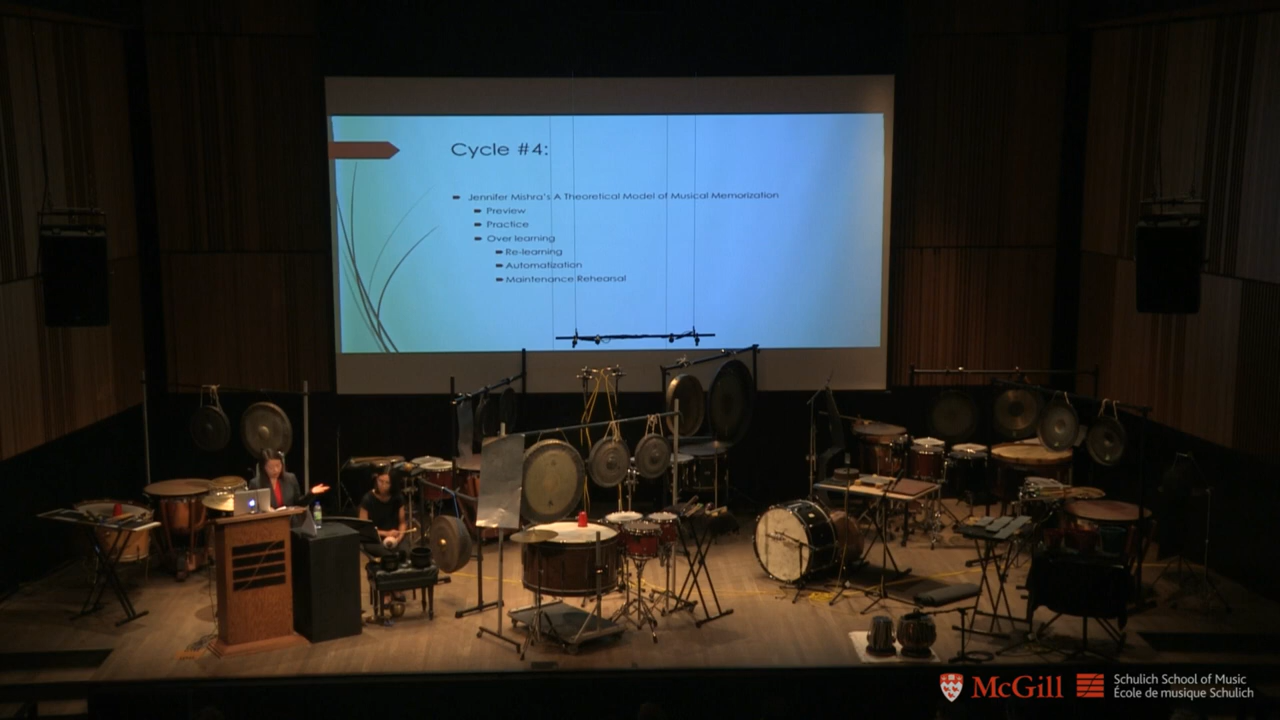 Cycle #4:
Jennifer Mishra's A Theoretical Model of Musical Memorization
Preview
Practice
Over learning
Re-learning
Automatization
Maintenance Rehearsal
McGill
Schulich School of Music
École de musique Schulich